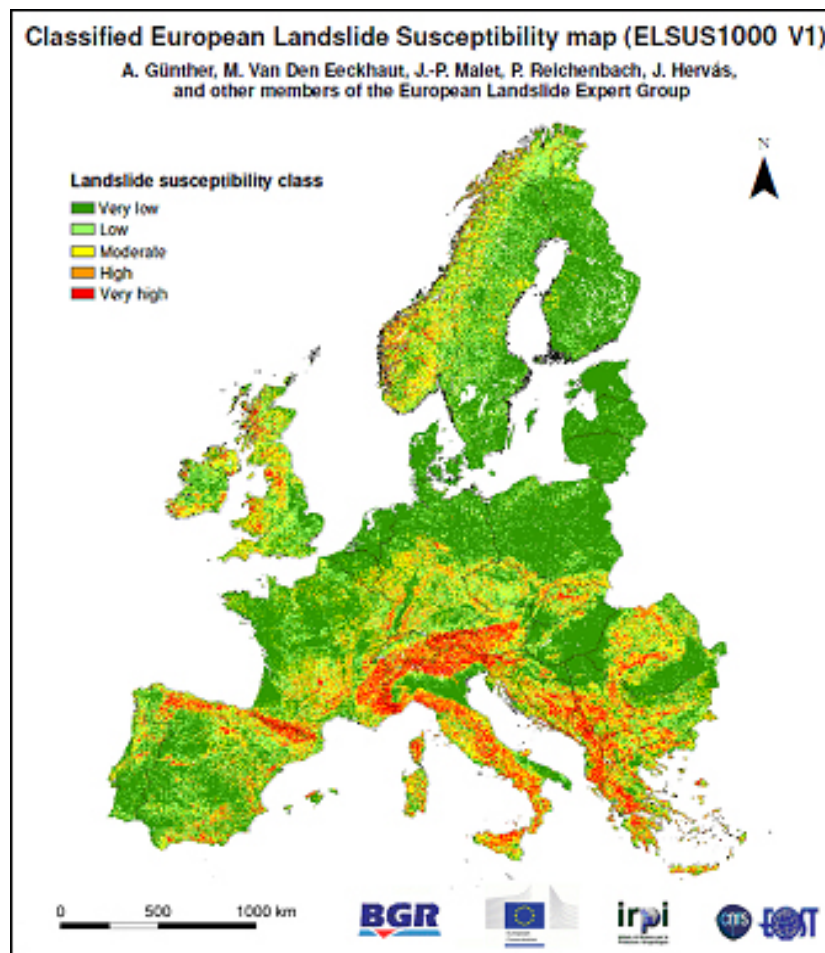 Classified European Landslide Susceptibility map (ELSUS1000 V1)
A. Günther, M. Van Den Eeckhaut, J.-P. Malet, P. Reichenbach, J. Hervás,
and other members of the European Landslide Expert Group
N
Landslide susceptibility class
Very low
Low
Moderate
High
Very high
0 500 1000 km
BGR
irpi
cnrs
EOST